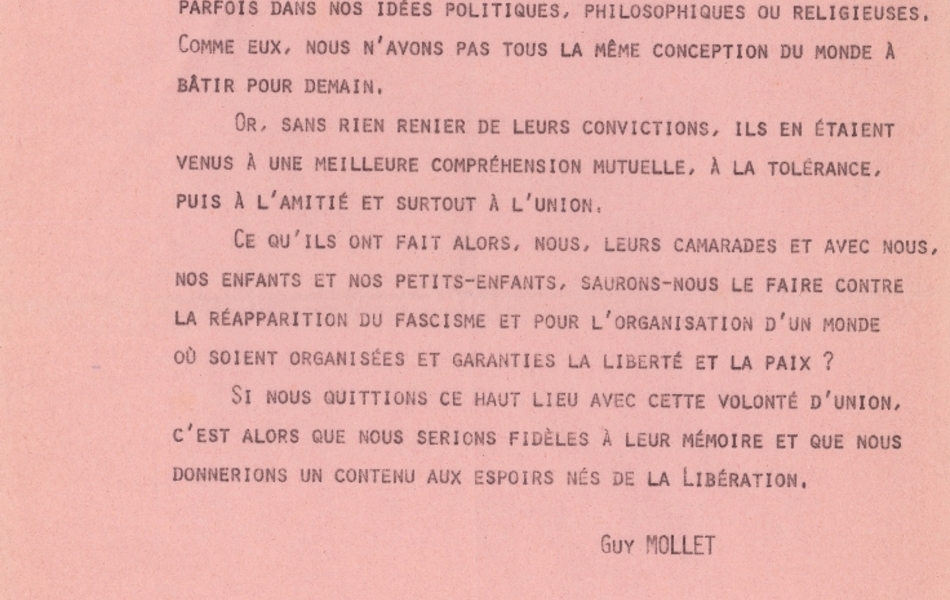 PARFOIS DANS NOS IDÉES POLITIQUES, PHILOSOPHIQUES OU RELIGIEUSES.
COMME EUX, NOUS N'AVONS PAS TOUS LA MÊME CONCEPTION DU MONDE À
BÂTIR POUR DEMAIN.
OR, SANS RIEN RENIER DE LEURS CONVICTIONS, ILS EN ÉTAIENT
VENUS À UNE MEILLEURE COMPRÉHENSION MUTUELLE, À LA TOLÉRANCE,
PUIS À L'AMITIÉ ET SURTOUT À L'UNION.
CE QU'ILS ONT FAIT ALORS, NOUS, LEURS CAMARADES ET AVEC NOUS,
NOS ENFANTS ET NOS PETITS-ENFANTS, SAURONS-NOUS LE FAIRE CONTRE
LA RÉAPPARITION DU FASCISME ET POUR L'ORGANISATION D'UN MONDE
OÙ SOIENT ORGANISÉES ET GARANTIES LA LIBERTÉ ET LA PAIX ?
SI NOUS QUITTIONS CE HAUT LIEU AVEC CETTE VOLONTÉ D'UNION,
C'EST ALORS QUE NOUS SERIONS FIDÈLES À LEUR MÉMOIRE ET QUE NOUS
DONNERIONS UN CONTENU AUX ESPOIRS NÉS DE LA LIBÉRATION.
GUY MOLLET